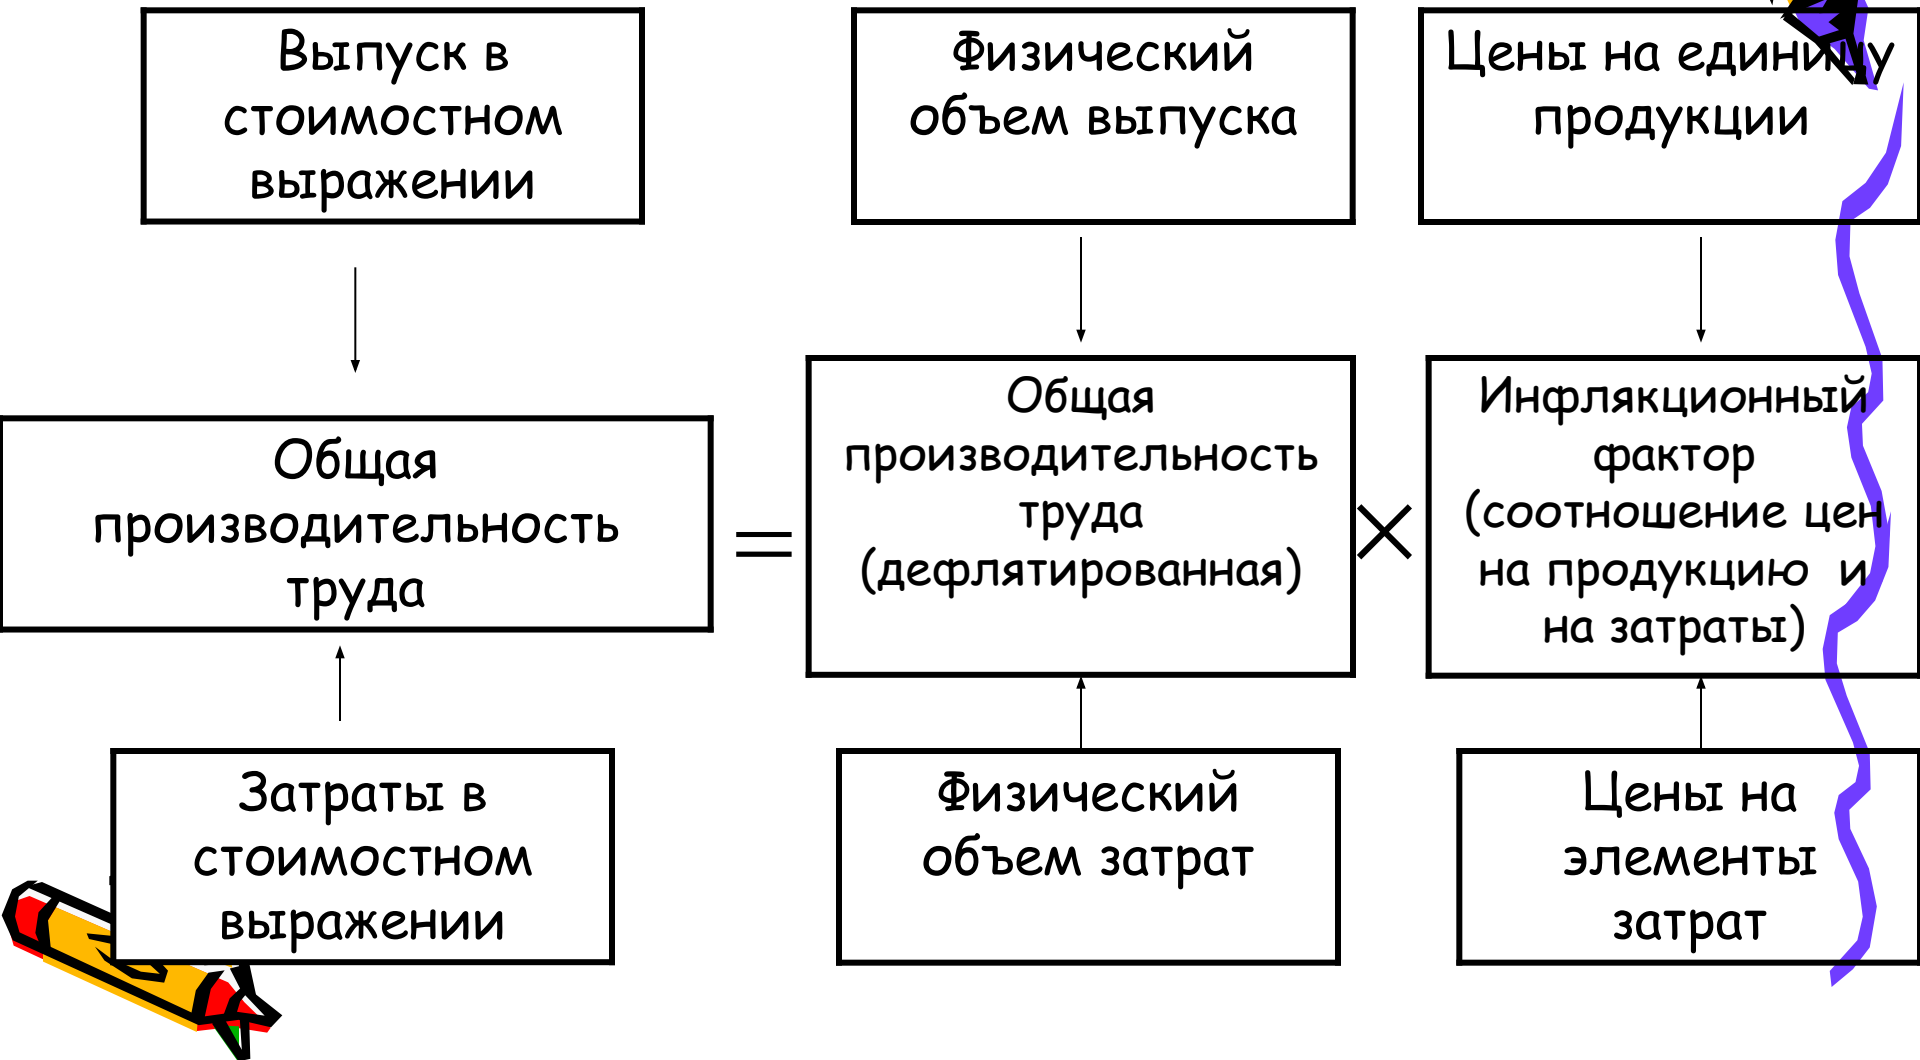 Выпуск в
стоимостном
выражении
Физический
объем выпуска
Цены на единицу
продукции
Общая
производительность
труда
=
Общая
производительность
труда
(дефлятированная)
×
Инфлякционный
фактор
(соотношение цен
на продукцию и
на затраты)
Затраты в
стоимостном
выражении
Физический
объем затрат
Цены на
элементы
затрат